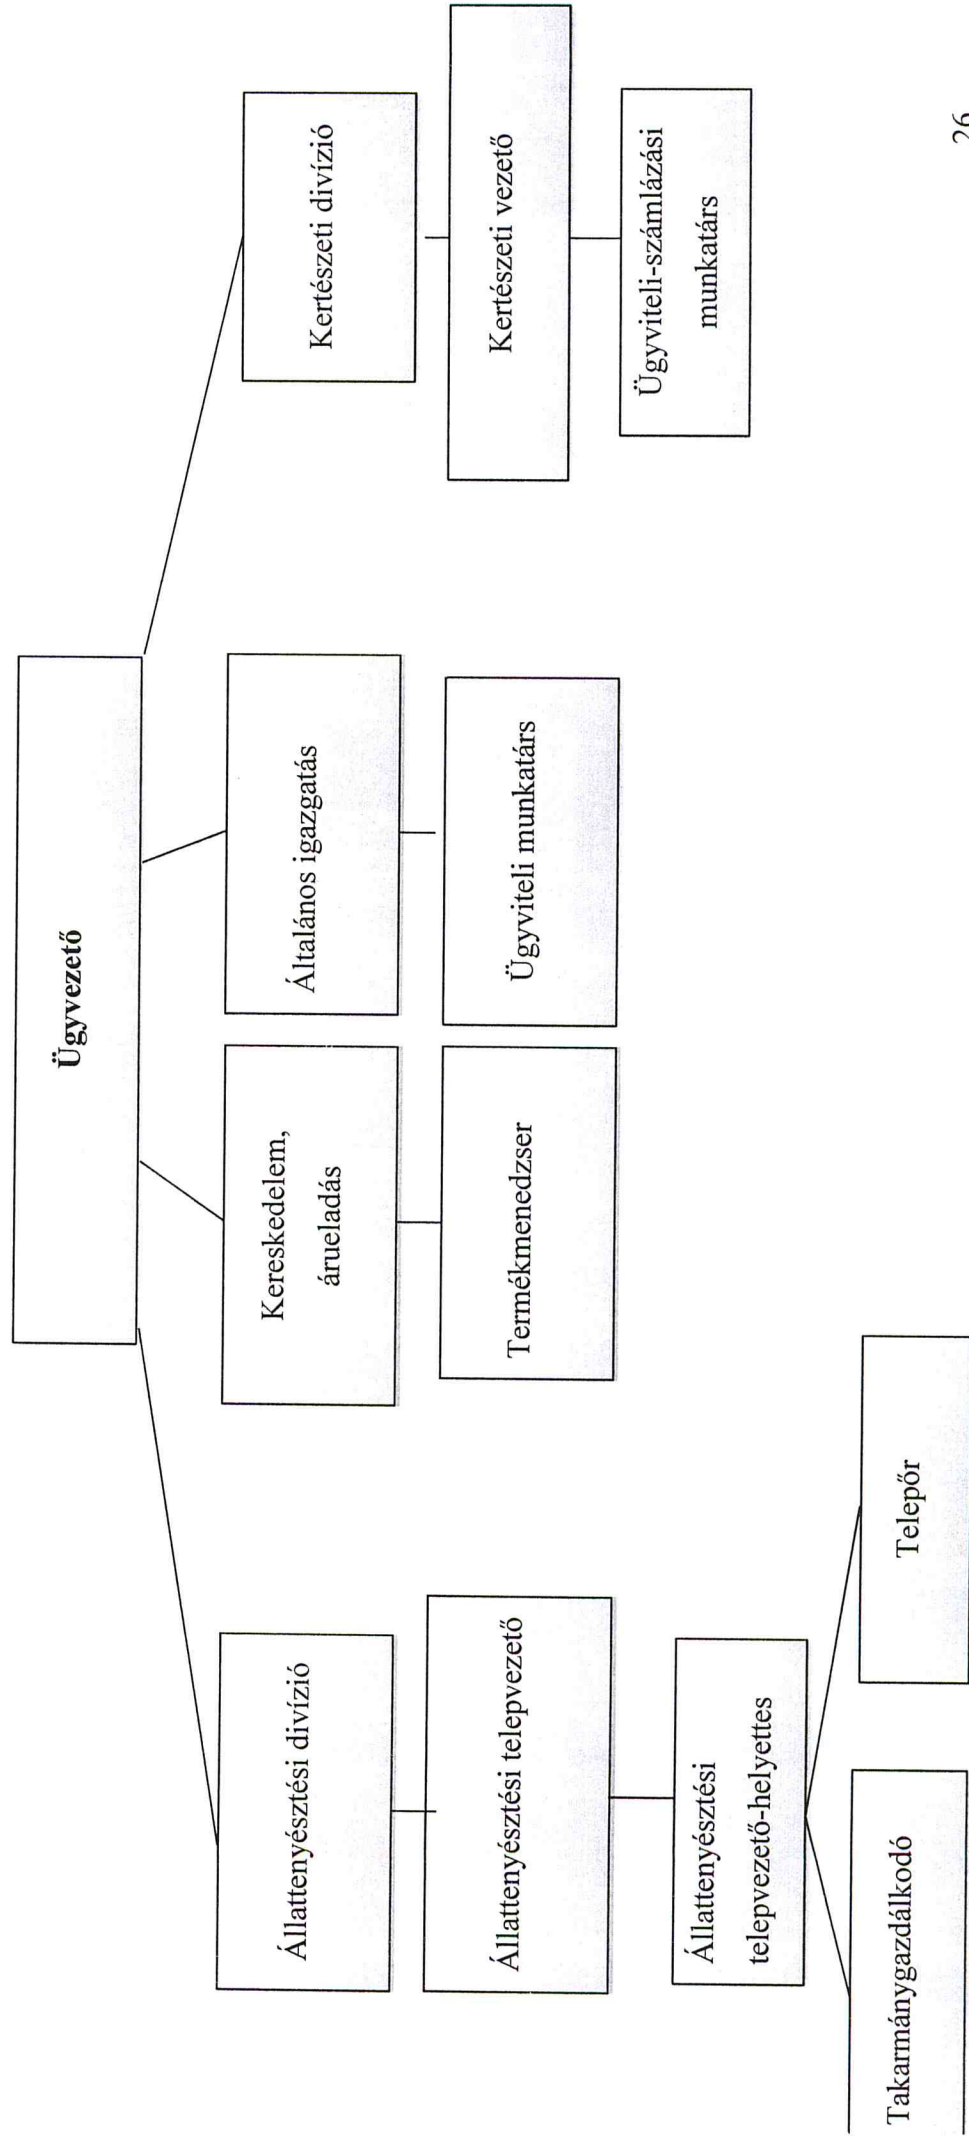 Ügyvezető
Állattenyésztési divízió
Kereskedelem,
árueladás
Általános igazgatás
Kertészeti divízió
Állattenyésztési telepvezető
Termékmenedzser
Ügyviteli munkatárs
Kertészeti vezető
Állattenyésztési
telepvezető-helyettes
Ügyviteli-számlázási
munkatárs
Takarmánygazdálkodó
Telepőr
26